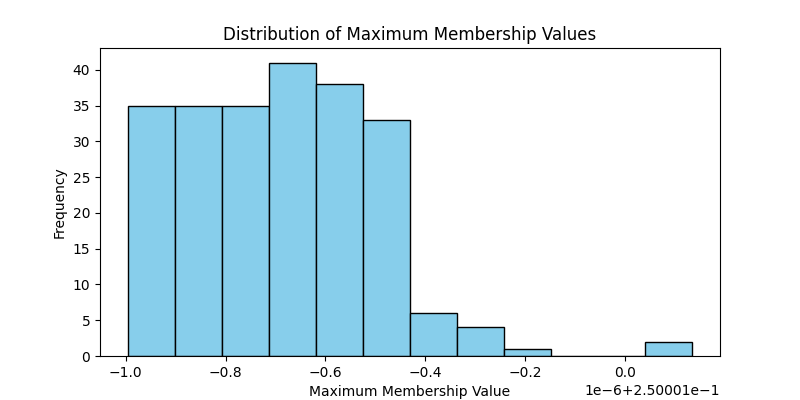 Distribution of Maximum Membership Values
Frequency
40
35
30
25
20
15
10
5
0
−1.0 −0.8 −0.6 −0.4 −0.2 0.0
Maximum Membership Value
1e−6+2.50001e−1